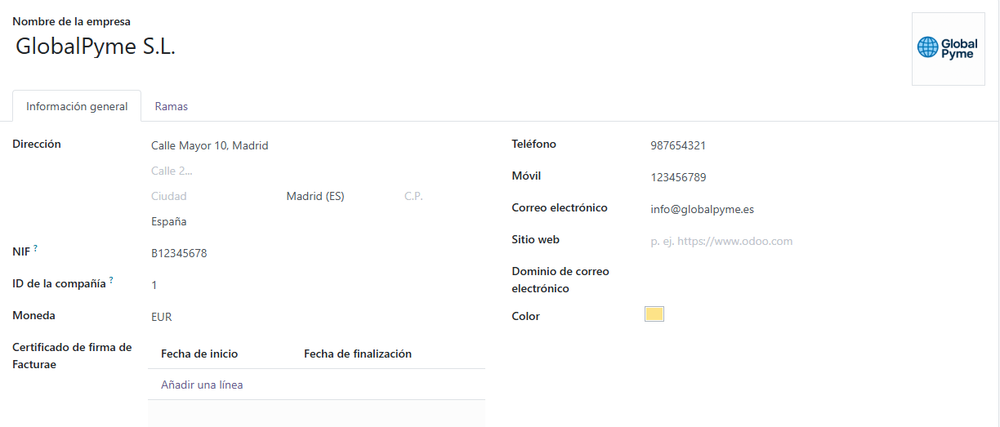 Nombre de la empresa
GlobalPyme S.L.
Global
Pyme
Información general
Ramas
Dirección
Calle Mayor 10, Madrid
Calle 2...
Ciudad
Madrid (ES)
C.P.
España
NIF ?
B12345678
ID de la compañía ?
1
Moneda
EUR
Certificado de firma de
Facturae
Fecha de inicio
Fecha de finalización
Añadir una línea
Teléfono
987654321
Móvil
123456789
Correo electrónico
info@globalpyme.es
Sitio web
p. ej. https://www.odoo.com
Dominio de correo
electrónico
Color